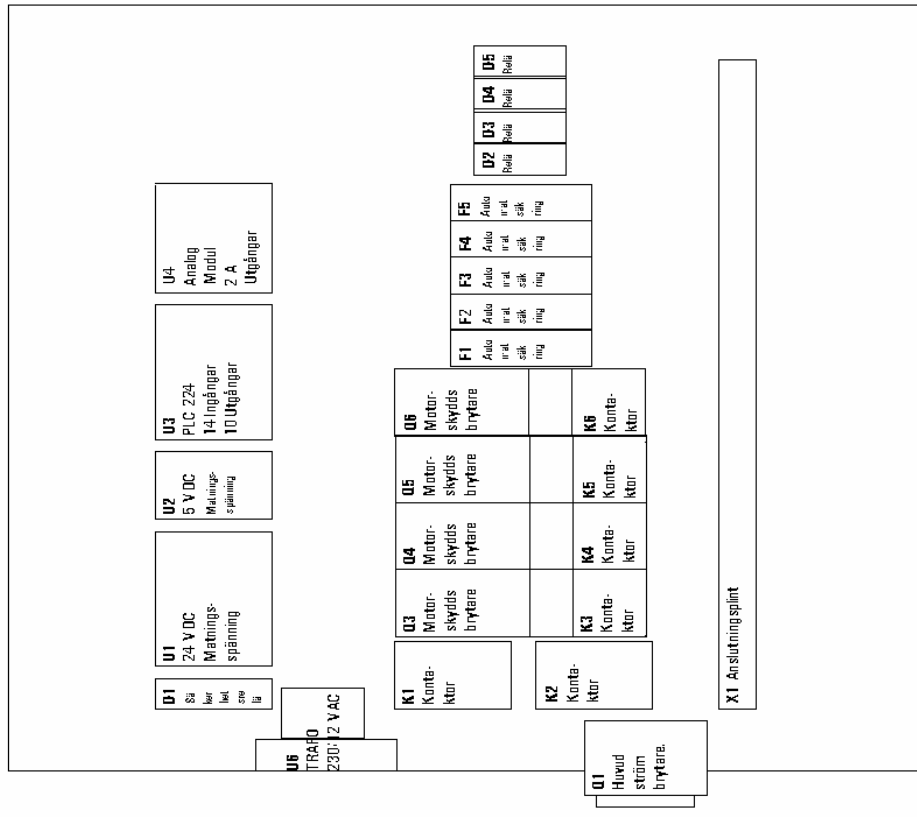 D1
Sä
ker
het
sre
lä
U1
24 V DC
Matnings-
spänning
U2
5 V DC
Matnings-
spänning
U3
PLC 224
14 Ingångar
10 Utgångar
U4
Analog
Modul
2 A
Utgångar
U6
TRAFO
230/12 V AC
K1
Konta-
ktor
Q3
Motor-
skydds
brytare
Q4
Motor-
skydds
brytare
Q5
Motor-
skydds
brytare
Q6
Motor-
skydds
brytare
F1
Auto
mat
säk
ring
F2
Auto
mat
säk
ring
F3
Auto
mat
säk
ring
F4
Auto
mat
säk
ring
F5
Auto
mat
säk
ring
D2
Relä
D3
Relä
D4
Relä
D5
Relä
K2
Konta-
ktor
K3
Konta-
ktor
K4
Konta-
ktor
K5
Konta-
ktor
K6
Konta-
ktor
Q1
Huvud
ström
brytare.
X1 Anslutningsplint